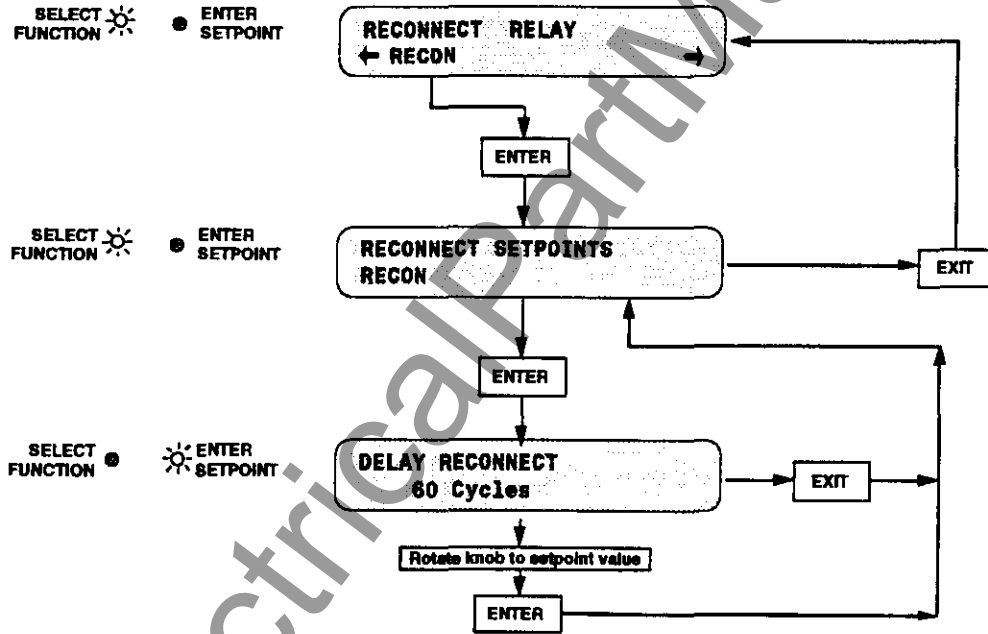 SELECT FUNCTION
ENTER SETPOINT
RECONNECT RELAY
← RECON →
ENTER
SELECT FUNCTION
ENTER SETPOINT
RECONNECT SETPOINTS
RECON
EXIT
ENTER
SELECT FUNCTION
ENTER SETPOINT
DELAY RECONNECT
60 Cycles
EXIT
Rotate knob to setpoint value
ENTER
ctricalPartM